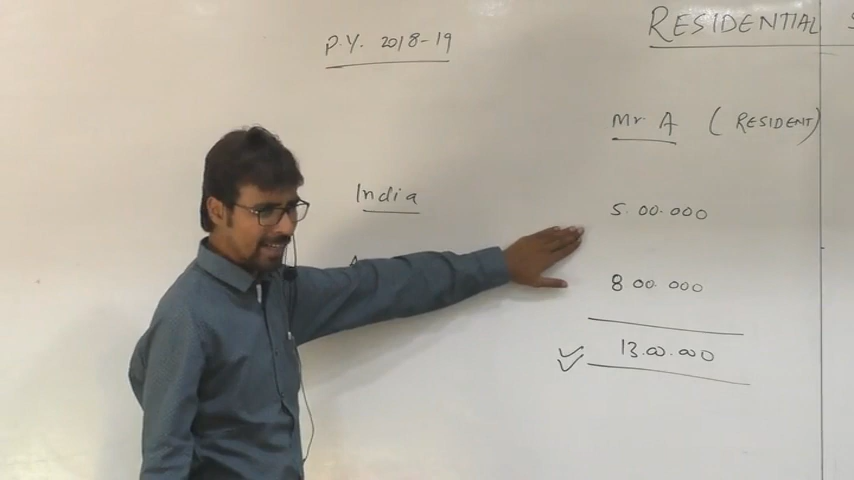 P.Y. 2018-19
RESIDENTIAL
Mr A (RESIDENT)
India
5.00.000
8 00.000
13.00.000